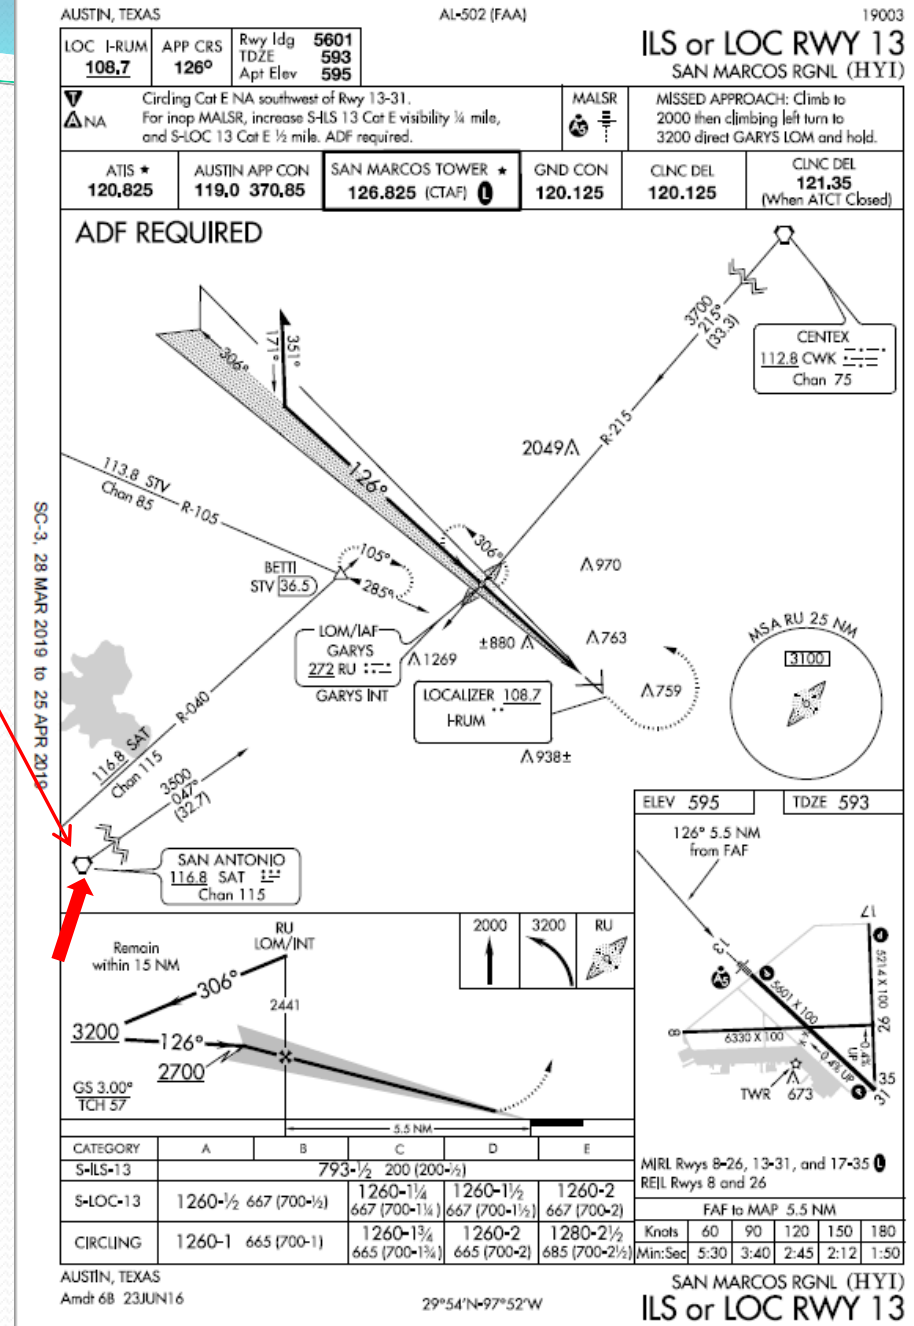 AUSTIN, TEXAS
AL-502 (FAA)
19003
LOC I-RUM
108.7
APP CRS
126°
Rwy ldg 5601
TDZE 593
Apt Elev 595
ILS or LOC RWY 13
SAN MARCOS RGNL (HYI)
T
A NA
Circling Cat E NA southwest of Rwy 13-31.
For inop MALSR, increase S-ILS 13 Cat E visibility ¼ mile,
and S-LOC 13 Cat E ½ mile. ADF required.
MALSR
A5
MISSED APPROACH: Climb to
2000 then climbing left turn to
3200 direct GARYS LOM and hold.
ATIS ★
120.825
AUSTIN APP CON
119.0 370.85
SAN MARCOS TOWER ★
126.825 (CTAF) L
GND CON
120.125
CLNC DEL
120.125
CLNC DEL
121.35
(When ATCT Closed)
ADF REQUIRED
3700
215°
(33.3)
CENTEX
112.8 CWK
Chan 75
R-215
306°
171°
351°
126°
2049
113.8 STV
Chan 85
R-105
306°
970
BETTI
STV 36.5
105°
285°
LOM/IAF
GARYS
272 RU
GARYS INT
1269
±880
763
759
LOCALIZER 108.7
I-RUM
938±
MSA RU 25 NM
3100
R-040
116.8 SAT
Chan 115
3500
047°
(32.7)
SAN ANTONIO
116.8 SAT
Chan 115
SC-3, 28 MAR 2019 to 25 APR 2019
ELEV 595
TDZE 593
126° 5.5 NM
from FAF
13
A5
P
5601 X 100
17
P
5214 X 100
8
6330 X 100
26
0.4% UP
0.4%
UP
TWR
673
P
31
35
MIRL Rwys 8-26, 13-31, and 17-35 L
REIL Rwys 8 and 26
Remain
within 15 NM
RU
LOM/INT
2000
3200
RU
306°
2441
3200
126°
2700
GS 3.00°
TCH 57
5.5 NM
CATEGORY A B C D E
S-ILS-13 793-½ 200 (200-½)
S-LOC-13 1260-½ 667 (700-½) 1260-1¼ 667 (700-1¼) 1260-1½ 667 (700-1½) 1260-2 667 (700-2)
CIRCLING 1260-1 665 (700-1) 1260-1¾ 665 (700-1¾) 1260-2 665 (700-2) 1280-2½ 685 (700-2½)
FAF to MAP 5.5 NM
Knots 60 90 120 150 180
Min:Sec 5:30 3:40 2:45 2:12 1:50
AUSTIN, TEXAS
Amdt 6B 23JUN16
29°54'N-97°52'W
SAN MARCOS RGNL (HYI)
ILS or LOC RWY 13